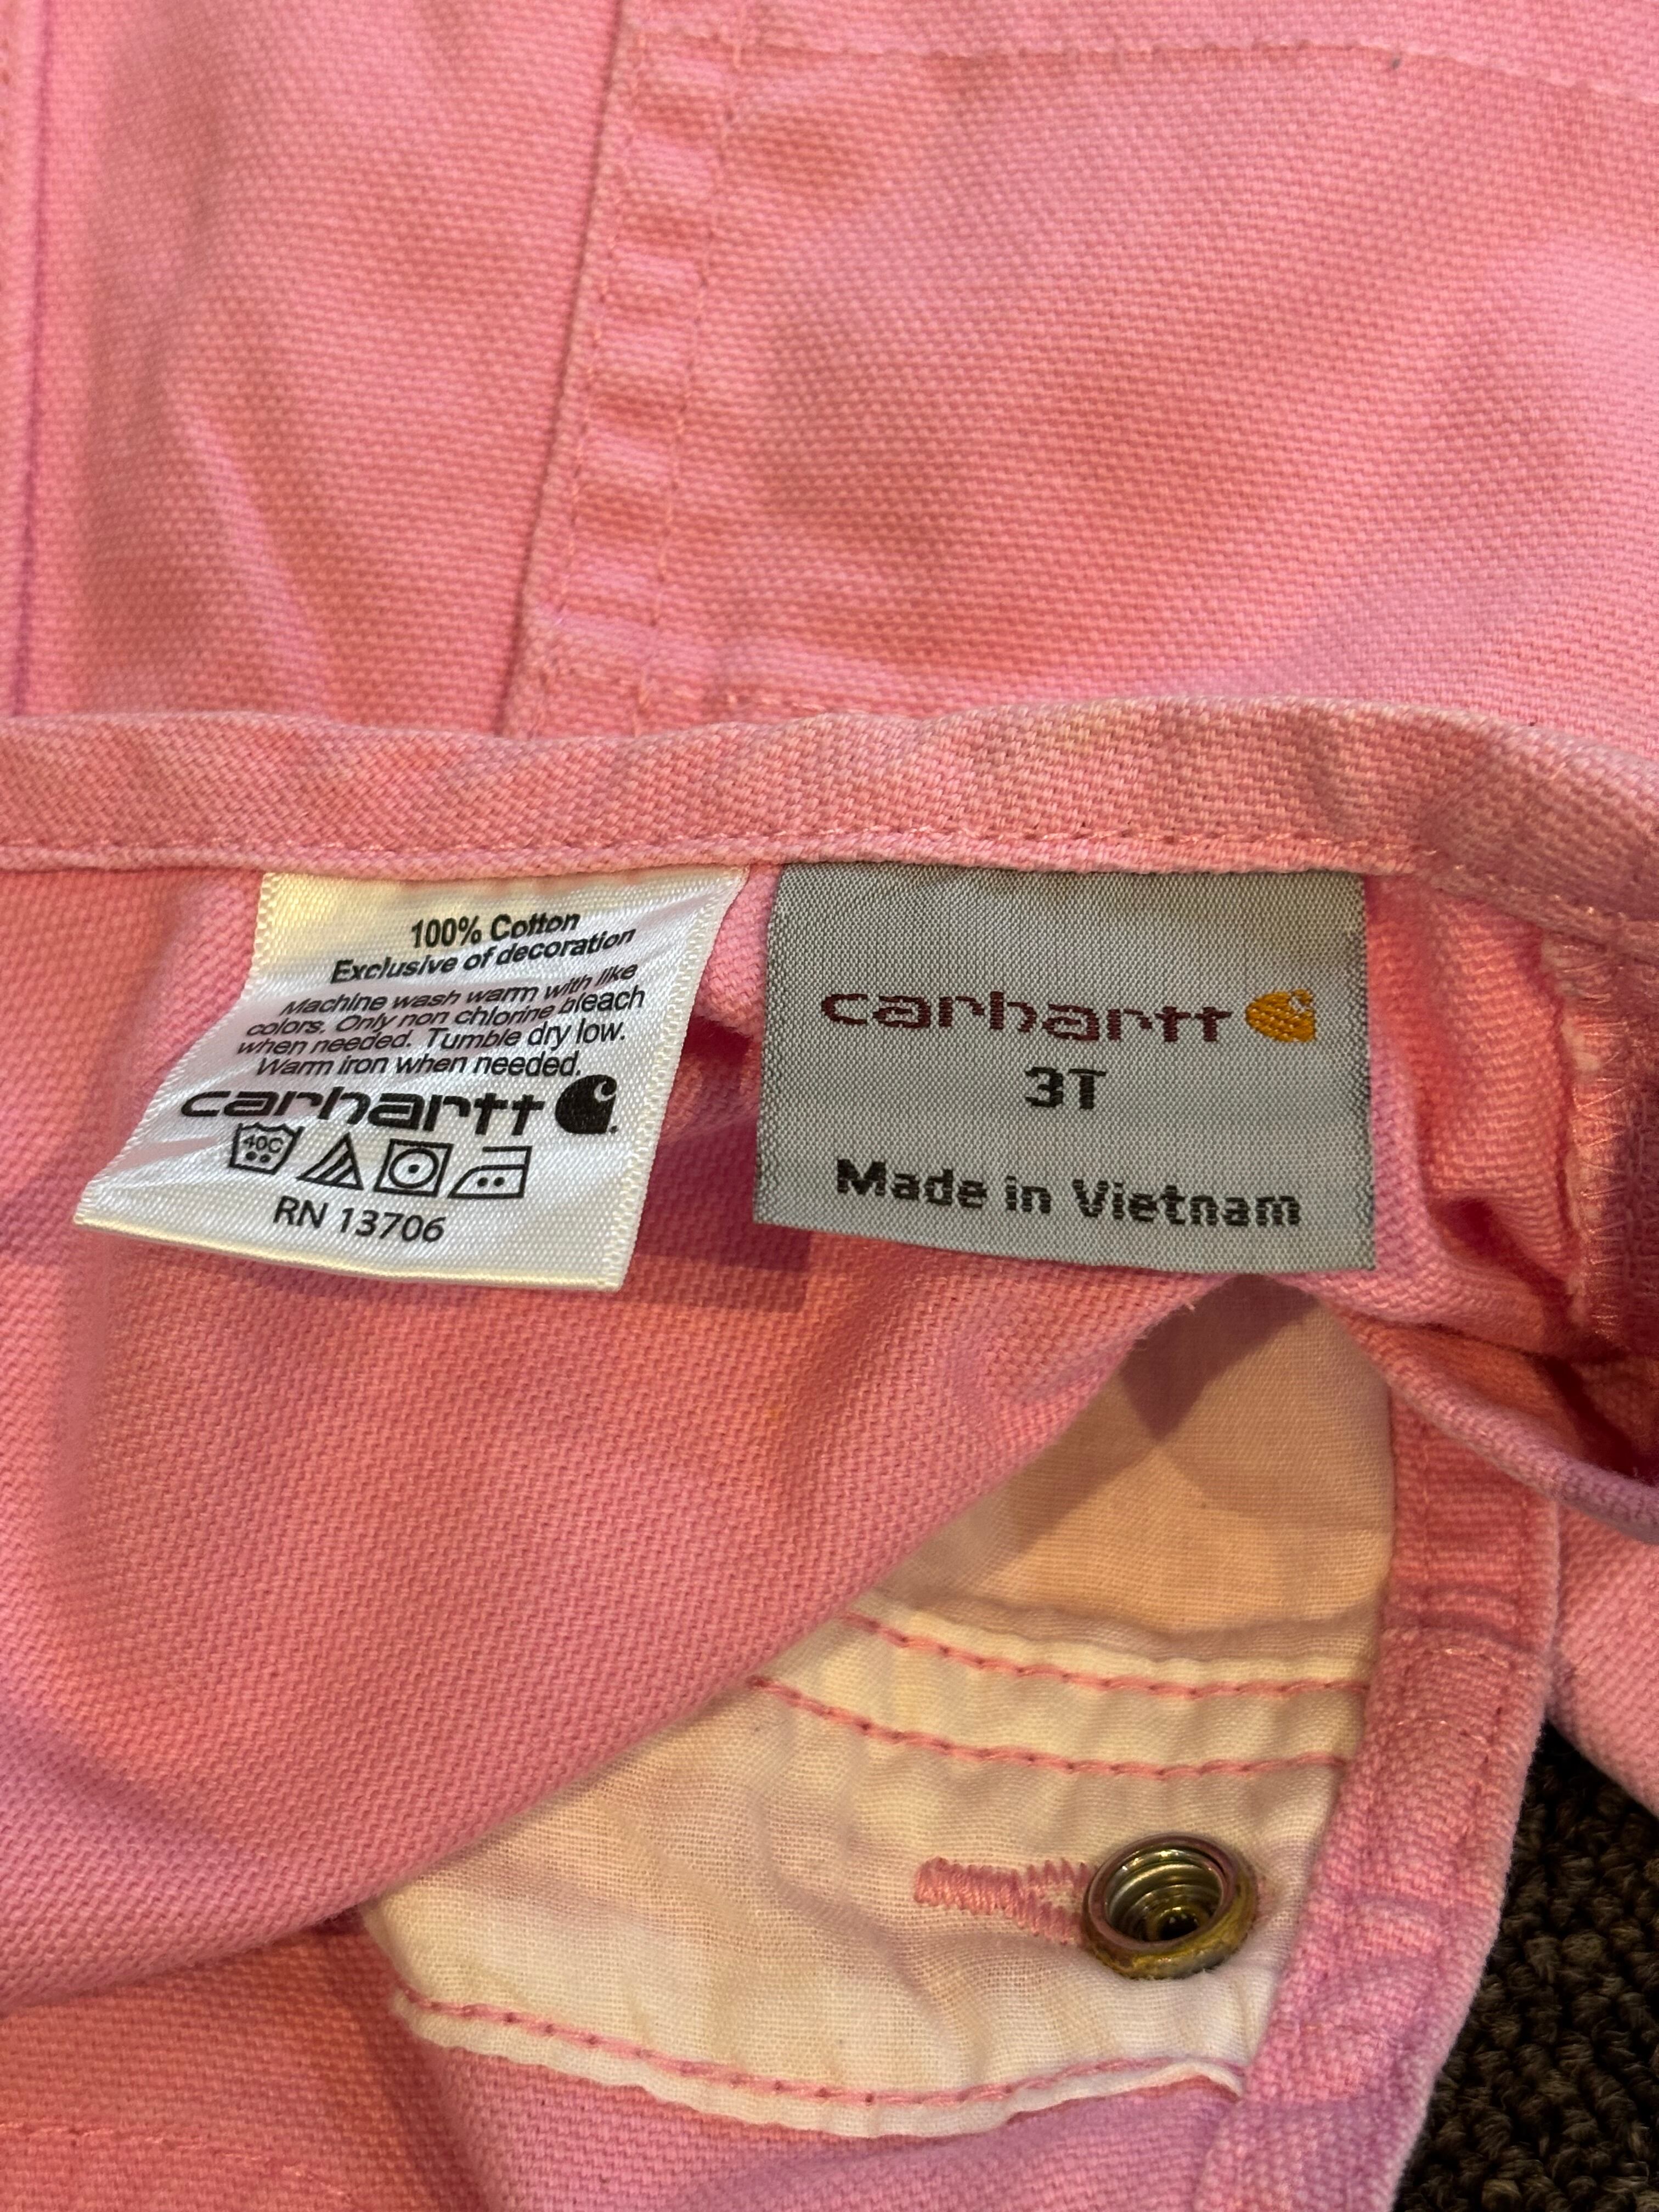 100% Cotton
Exclusive of decoration
Machine wash warm with like
colors. Only non chlorine bleach
when needed. Tumble dry low.
Warm iron when needed.
carhartt
40C
RN 13706
carhartt
3T
Made in Vietnam